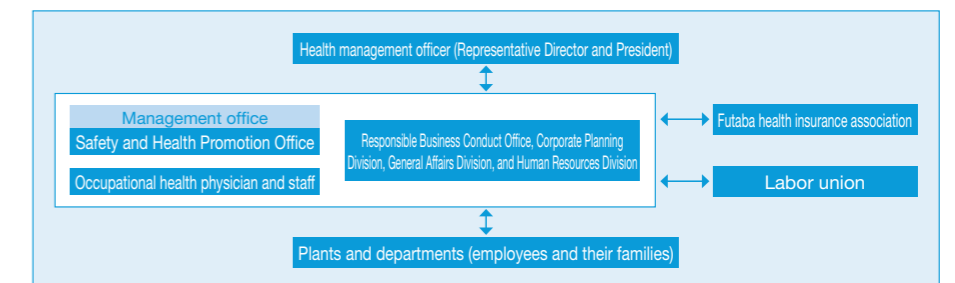 Health management officer (Representative Director and President)
Management office
Safety and Health Promotion Office
Occupational health physician and staff
Responsible Business Conduct Office, Corporate Planning
Division, General Affairs Division, and Human Resources Division
Futaba health insurance association
Labor union
Plants and departments (employees and their families)